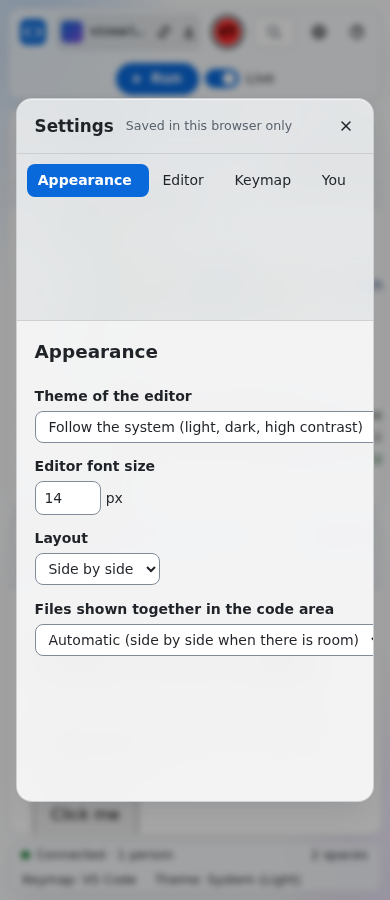 Run
Live
Settings
Saved in this browser only
×
Appearance
Editor
Keymap
You
Appearance
Theme of the editor
Follow the system (light, dark, high contrast)
Editor font size
14 px
Layout
Side by side
Files shown together in the code area
Automatic (side by side when there is room)
Click me
Connected · 1 person
2 spaces
Keymap: VS Code
Theme: System (Light)